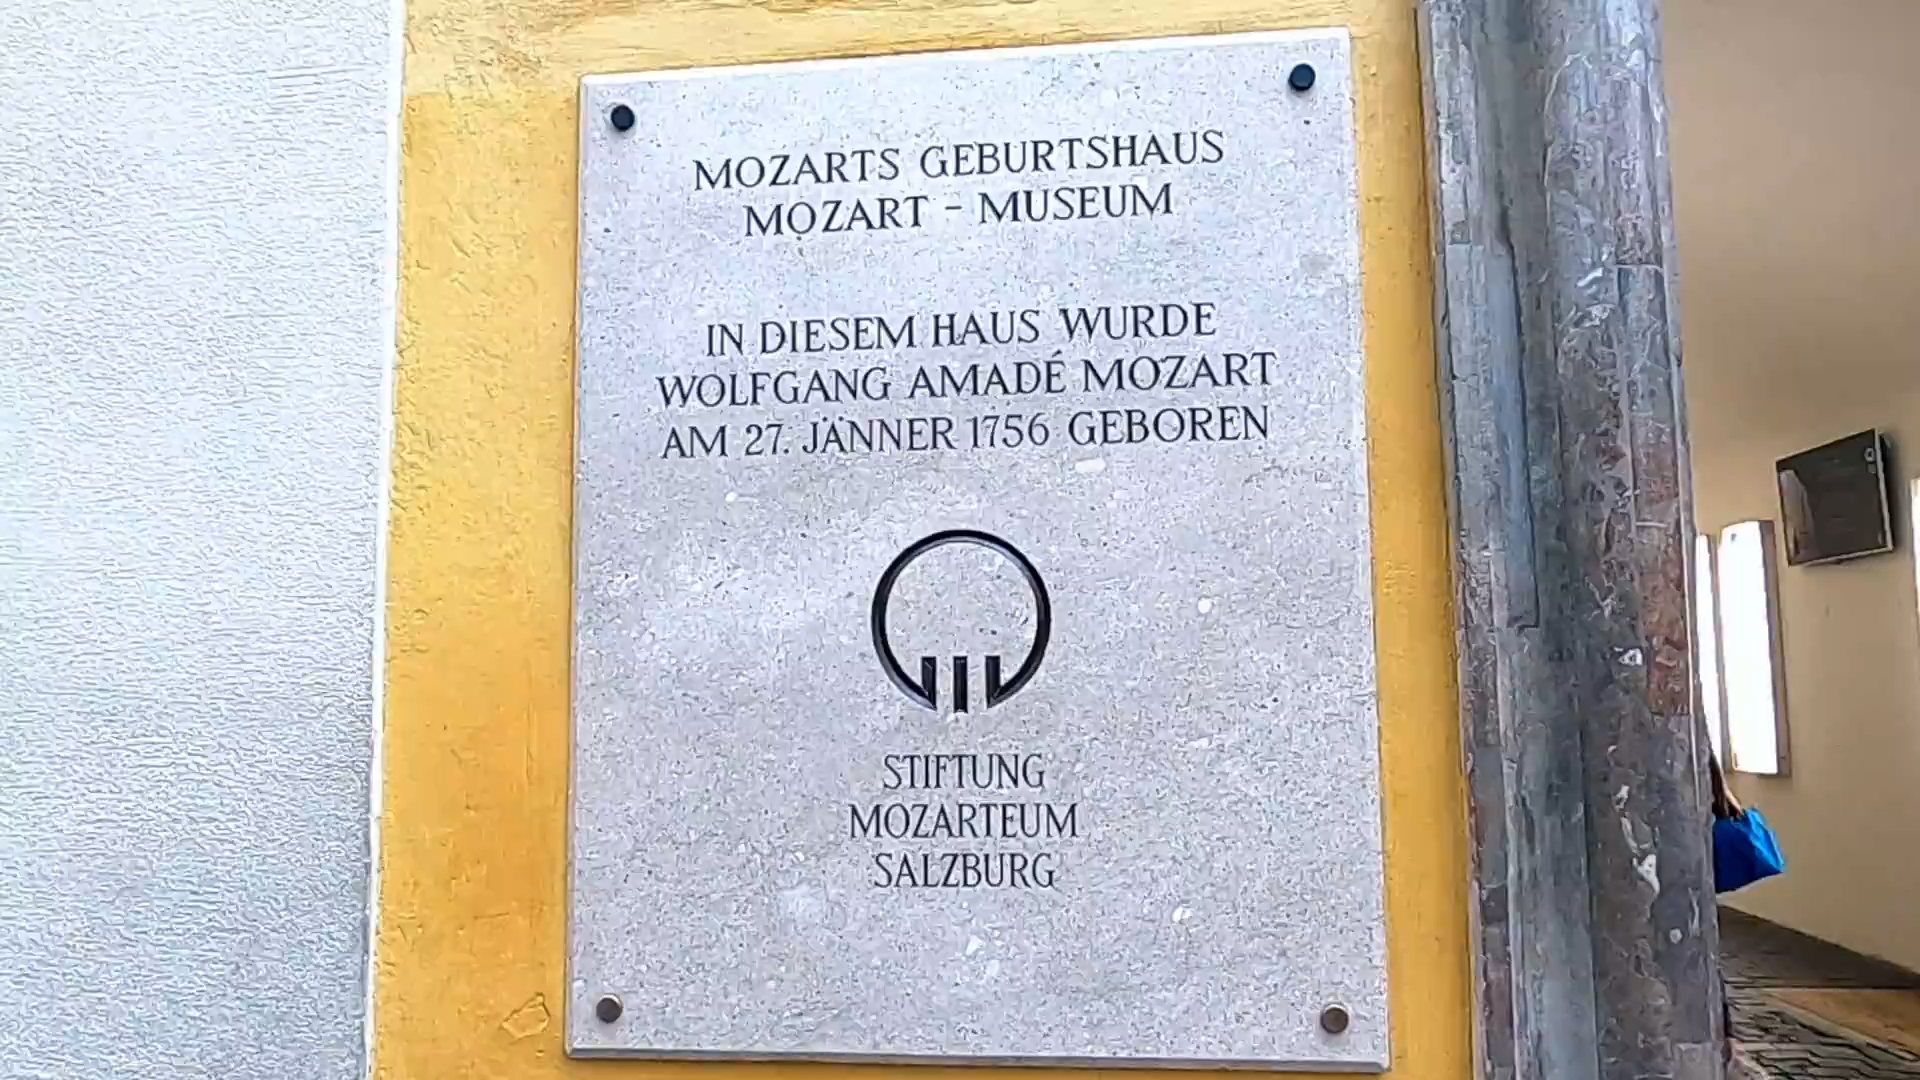 MOZARTS GEBURTSHAUS
MOZART - MUSEUM
IN DIESEM HAUS WURDE
WOLFGANG AMADÉ MOZART
AM 27. JÄNNER 1756 GEBOREN
STIFTUNG
MOZARTEUM
SALZBURG